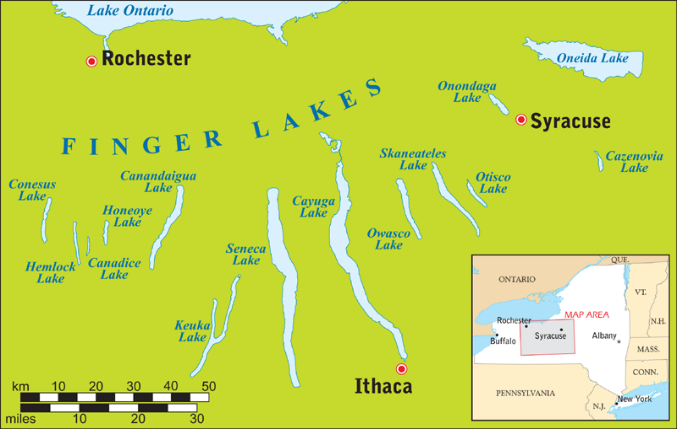 Lake Ontario
Rochester
Oneida Lake
Onondaga
Lake
Syracuse
FINGER LAKES
Skaneateles
Lake
Cazenovia
Lake
Conesus
Lake
Canandaigua
Lake
Otisco
Lake
Honeoye
Lake
Cayuga
Lake
Owasco
Lake
Seneca
Lake
Hemlock
Lake
Canadice
Lake
Keuka
Lake
Ithaca
km 10 20 30 40 50
miles 10 20 30
QUE.
ONTARIO
VT.
MAP AREA
Rochester
N.H.
Syracuse
Albany
Buffalo
MASS.
CONN.
PENNSYLVANIA
New York
N.J.